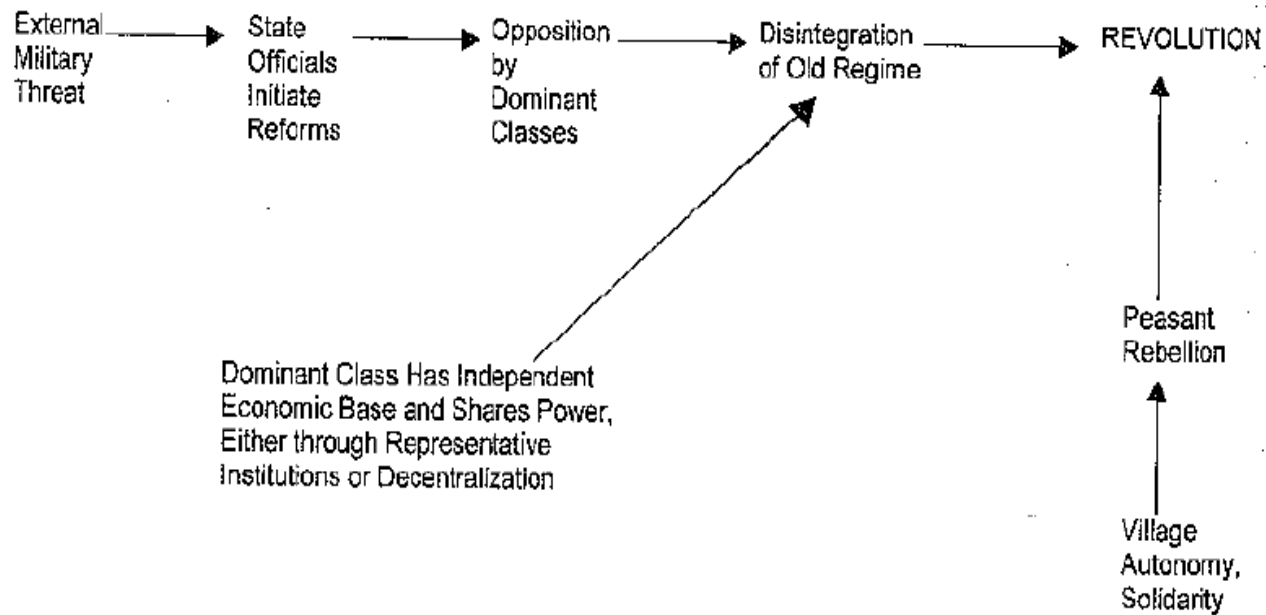 External
Military
Threat
State
Officials
Initiate
Reforms
Opposition
by
Dominant
Classes
Disintegration
of Old Regime
REVOLUTION
Dominant Class Has Independent
Economic Base and Shares Power,
Either through Representative
Institutions or Decentralization
Peasant
Rebellion
Village
Autonomy,
Solidarity